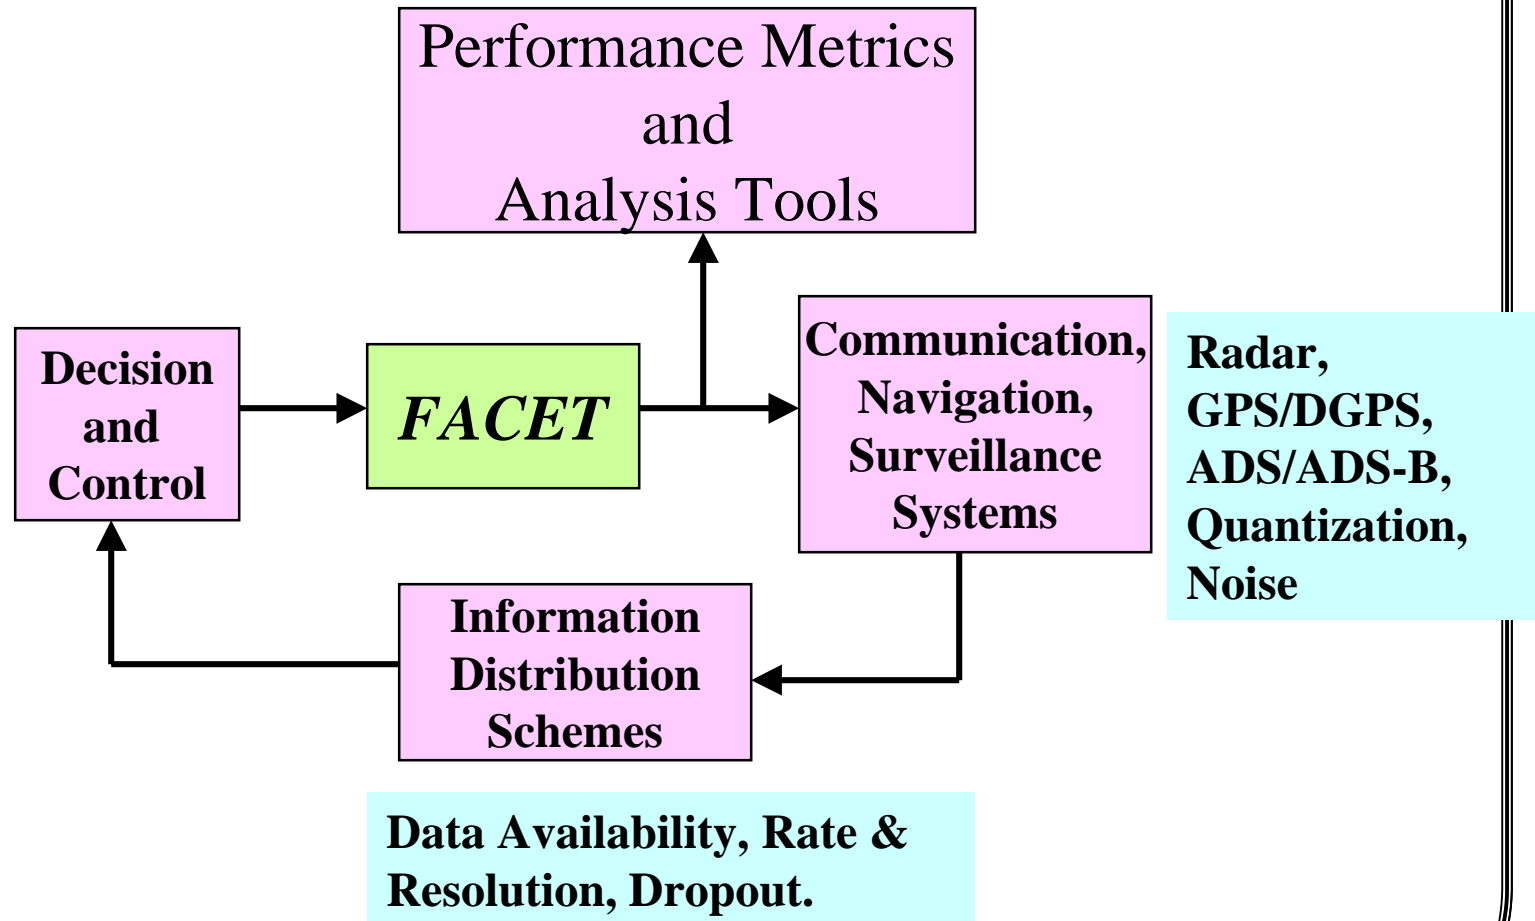 Performance Metrics
and
Analysis Tools
Decision
and
Control
FACET
Communication,
Navigation,
Surveillance
Systems
Radar,
GPS/DGPS,
ADS/ADS-B,
Quantization,
Noise
Information
Distribution
Schemes
Data Availability, Rate &
Resolution, Dropout.